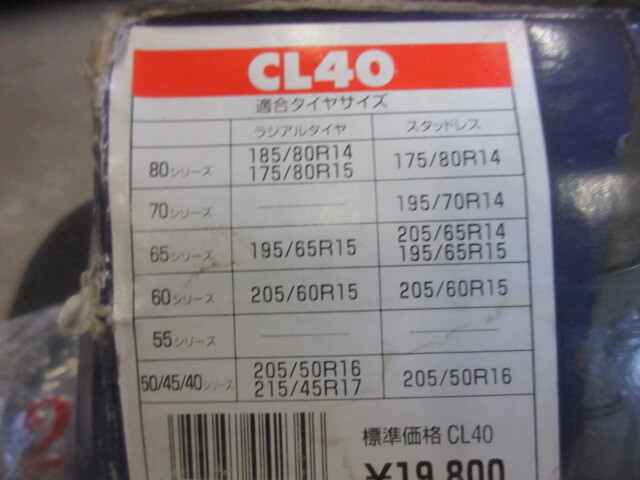 CL40
適合タイヤサイズ
ラジアルタイヤ スタッドレス
80シリーズ 185/80R14 175/80R15 175/80R14
70シリーズ 195/70R14
65シリーズ 195/65R15 205/65R14 195/65R15
60シリーズ 205/60R15 205/60R15
55シリーズ
50/45/40シリーズ 205/50R16 215/45R17 205/50R16
標準価格 CL40
¥19,800
2